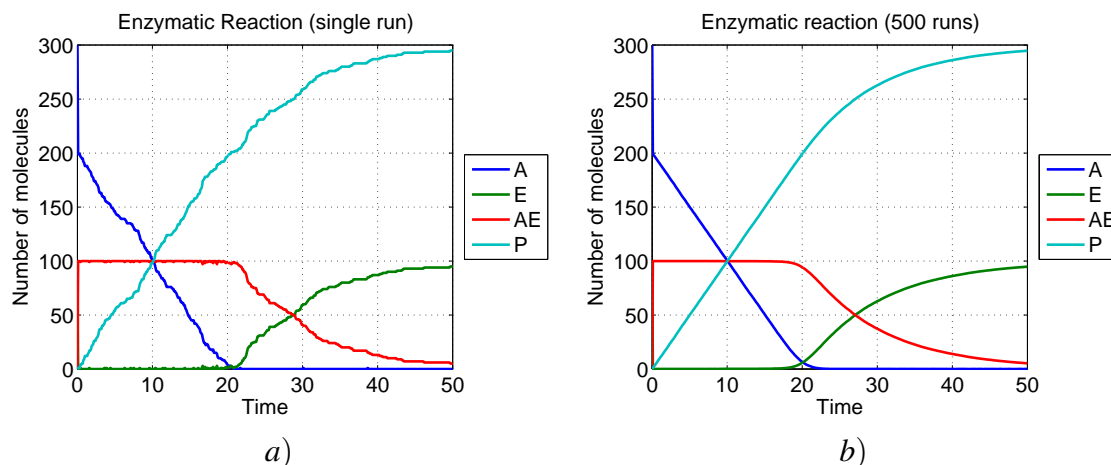 Enzymatic Reaction (single run)
300
250
200
150
100
50
0
Number of molecules
0 10 20 30 40 50
Time
A
E
AE
P
a)
Enzymatic reaction (500 runs)
300
250
200
150
100
50
0
Number of molecules
0 10 20 30 40 50
Time
A
E
AE
P
b)